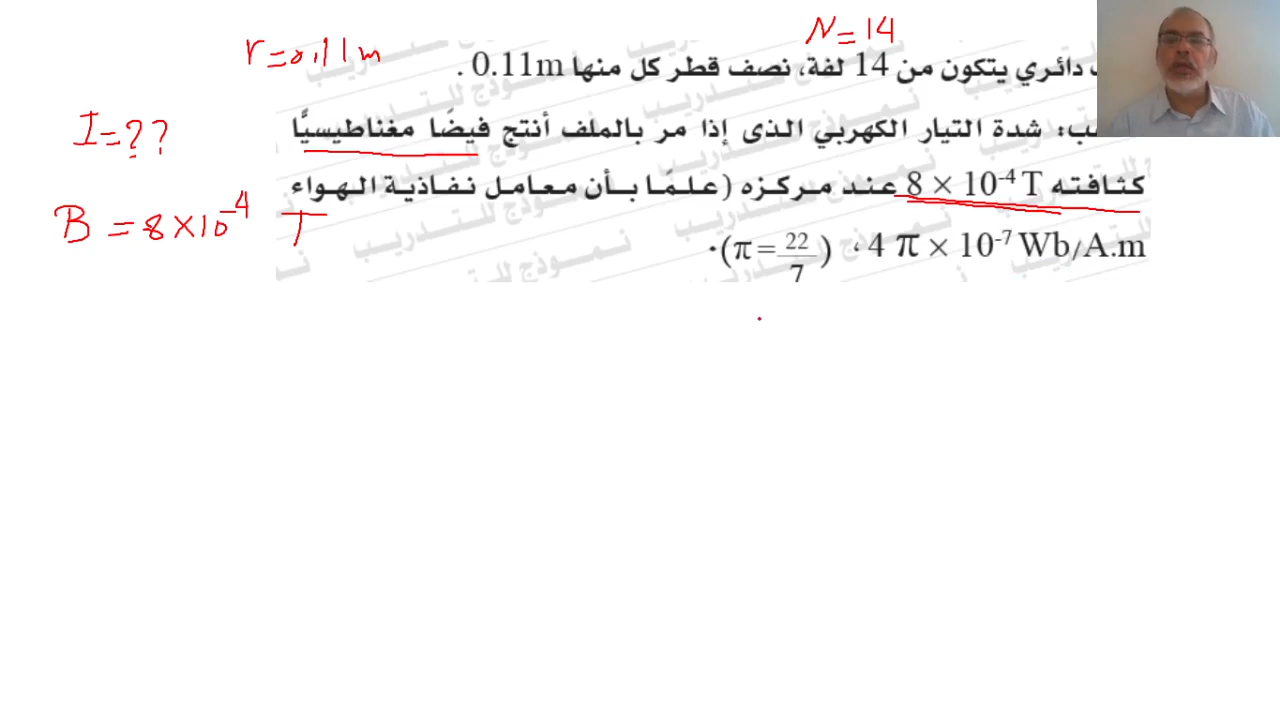 N = 14
r = 0.11 m
دائري يتكون من 14 لفة، نصف قطر كل منها 0.11m .
شدة التيار الكهربي الذى إذا مر بالملف أنتج فيضًا مغناطيسيًّا
I = ??
كثافته 8 × 10⁻⁴ T عند مركزه (علمًا بأن معامل نفاذية الهواء
B = 8 × 10⁻⁴ T
4 π × 10⁻⁷ Wb/A.m ، (π = 22/7).
نموذج للتدريب